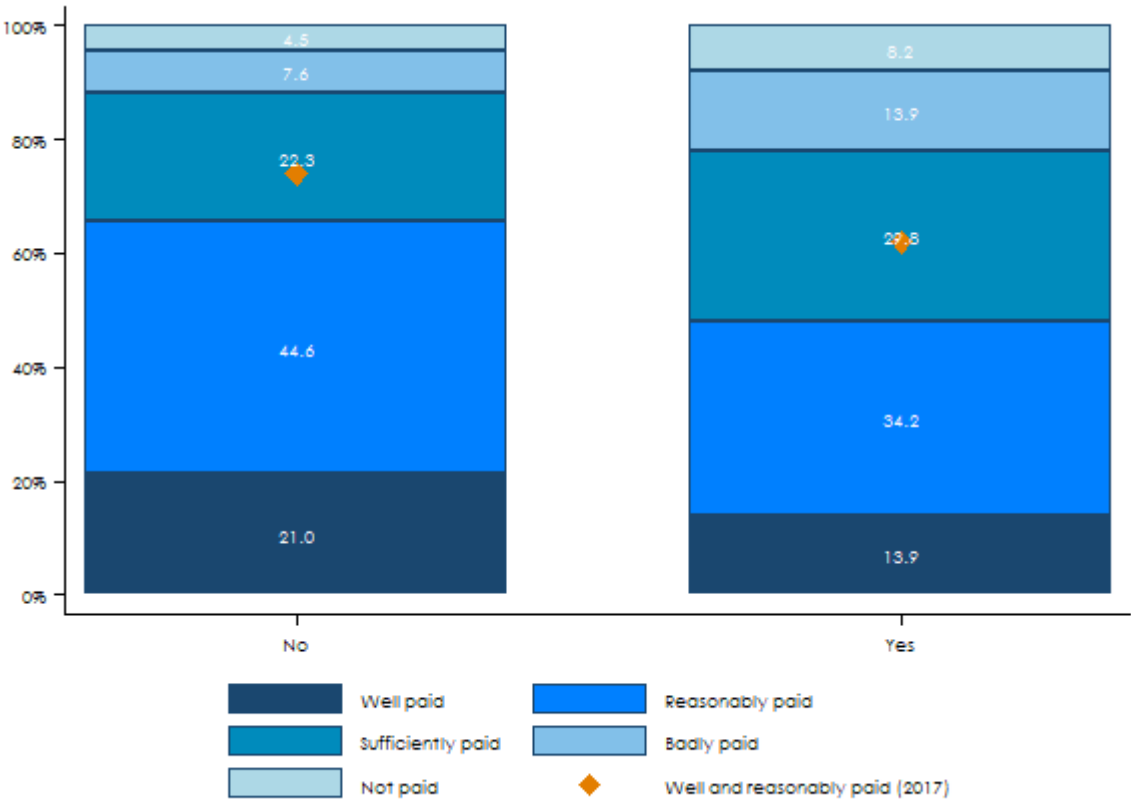 100%
80%
60%
40%
20%
0%
4.5
7.6
22.3
44.6
21.0
8.2
13.9
29.8
34.2
13.9
No
Yes
Well paid
Reasonably paid
Sufficiently paid
Badly paid
Not paid
Well and reasonably paid (2017)